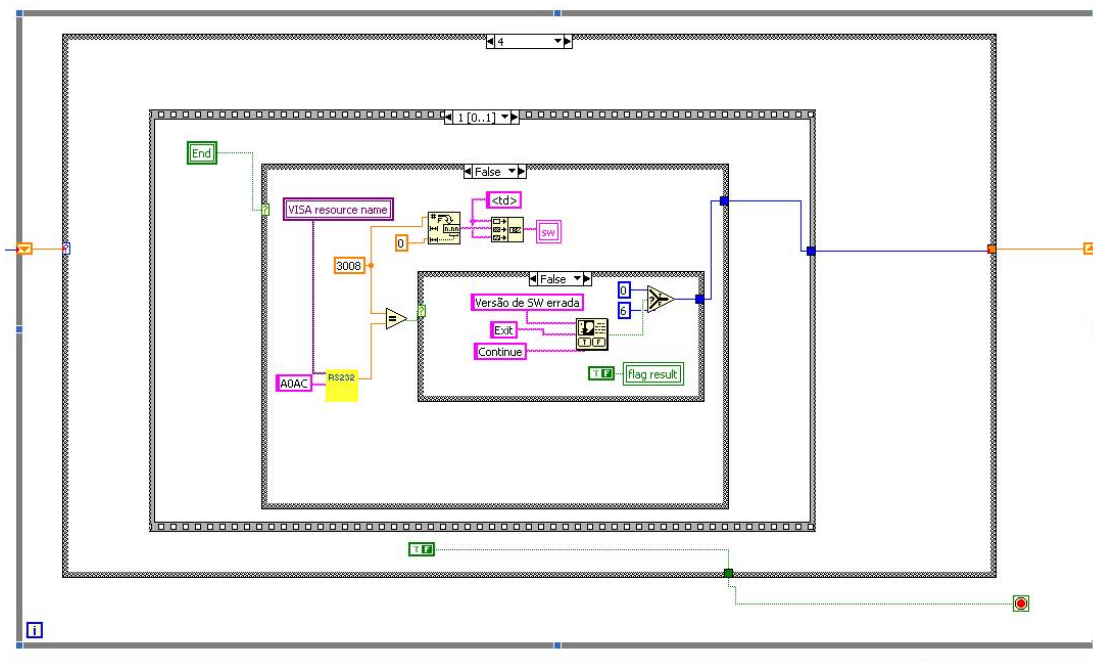 4
1 [0..1]
End
False
VISA resource name
<td>
sw
0
3008
False
Versão de SW errada
0
6
Exit
Continue
T F
flag result
A0AC
RS232
T F
i